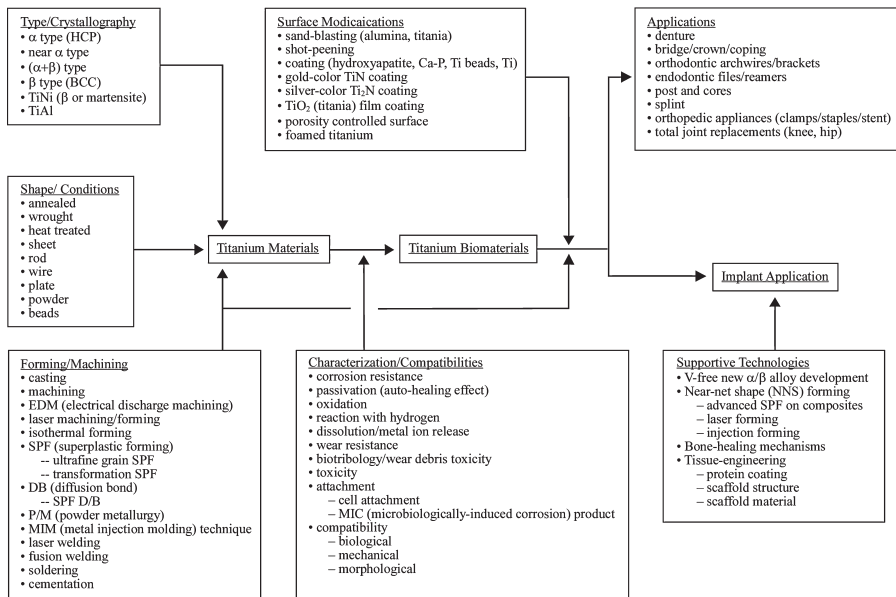 Type/Crystallography
• α type (HCP)
• near α type
• (α+β) type
• β type (BCC)
• TiNi (β or martensite)
• TiAl
Surface Modicaications
• sand-blasting (alumina, titania)
• shot-peening
• coating (hydroxyapatite, Ca-P, Ti beads, Ti)
• gold-color TiN coating
• silver-color Ti₂N coating
• TiO₂ (titania) film coating
• porosity controlled surface
• foamed titanium
Applications
• denture
• bridge/crown/coping
• orthodontic archwires/brackets
• endodontic files/reamers
• post and cores
• splint
• orthopedic appliances (clamps/staples/stent)
• total joint replacements (knee, hip)
Shape/ Conditions
• annealed
• wrought
• heat treated
• sheet
• rod
• wire
• plate
• powder
• beads
Titanium Materials
Titanium Biomaterials
Implant Application
Forming/Machining
• casting
• machining
• EDM (electrical discharge machining)
• laser machining/forming
• isothermal forming
• SPF (superplastic forming)
-- ultrafine grain SPF
-- transformation SPF
• DB (diffusion bond)
-- SPF D/B
• P/M (powder metallurgy)
• MIM (metal injection molding) technique
• laser welding
• fusion welding
• soldering
• cementation
Characterization/Compatibilities
• corrosion resistance
• passivation (auto-healing effect)
• oxidation
• reaction with hydrogen
• dissolution/metal ion release
• wear resistance
• biotribology/wear debris toxicity
• toxicity
• attachment
– cell attachment
– MIC (microbiologically-induced corrosion) product
• compatibility
– biological
– mechanical
– morphological
Supportive Technologies
• V-free new α/β alloy development
• Near-net shape (NNS) forming
– advanced SPF on composites
– laser forming
– injection forming
• Bone-healing mechanisms
• Tissue-engineering
– protein coating
– scaffold structure
– scaffold material